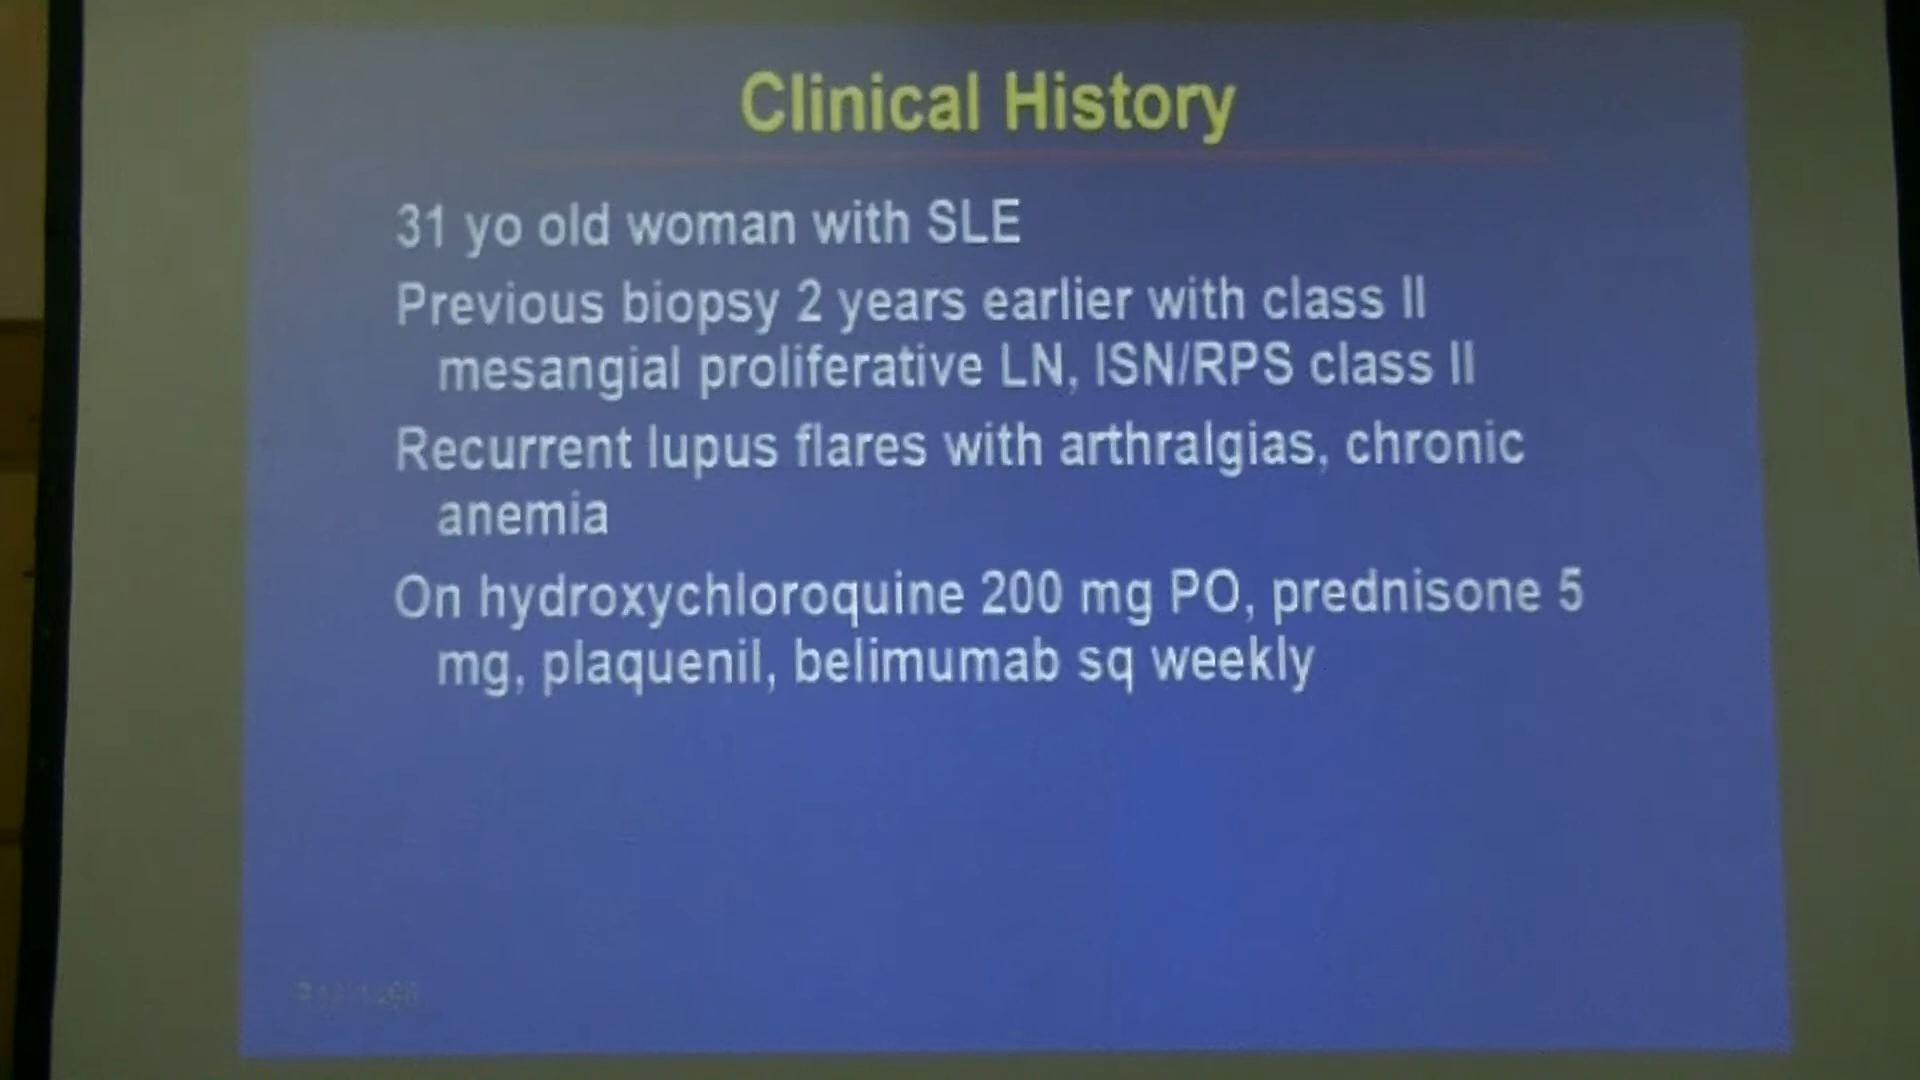 Clinical History
31 yo old woman with SLE
Previous biopsy 2 years earlier with class II
mesangial proliferative LN, ISN/RPS class II
Recurrent lupus flares with arthralgias, chronic
anemia
On hydroxychloroquine 200 mg PO, prednisone 5
mg, plaquenil, belimumab sq weekly